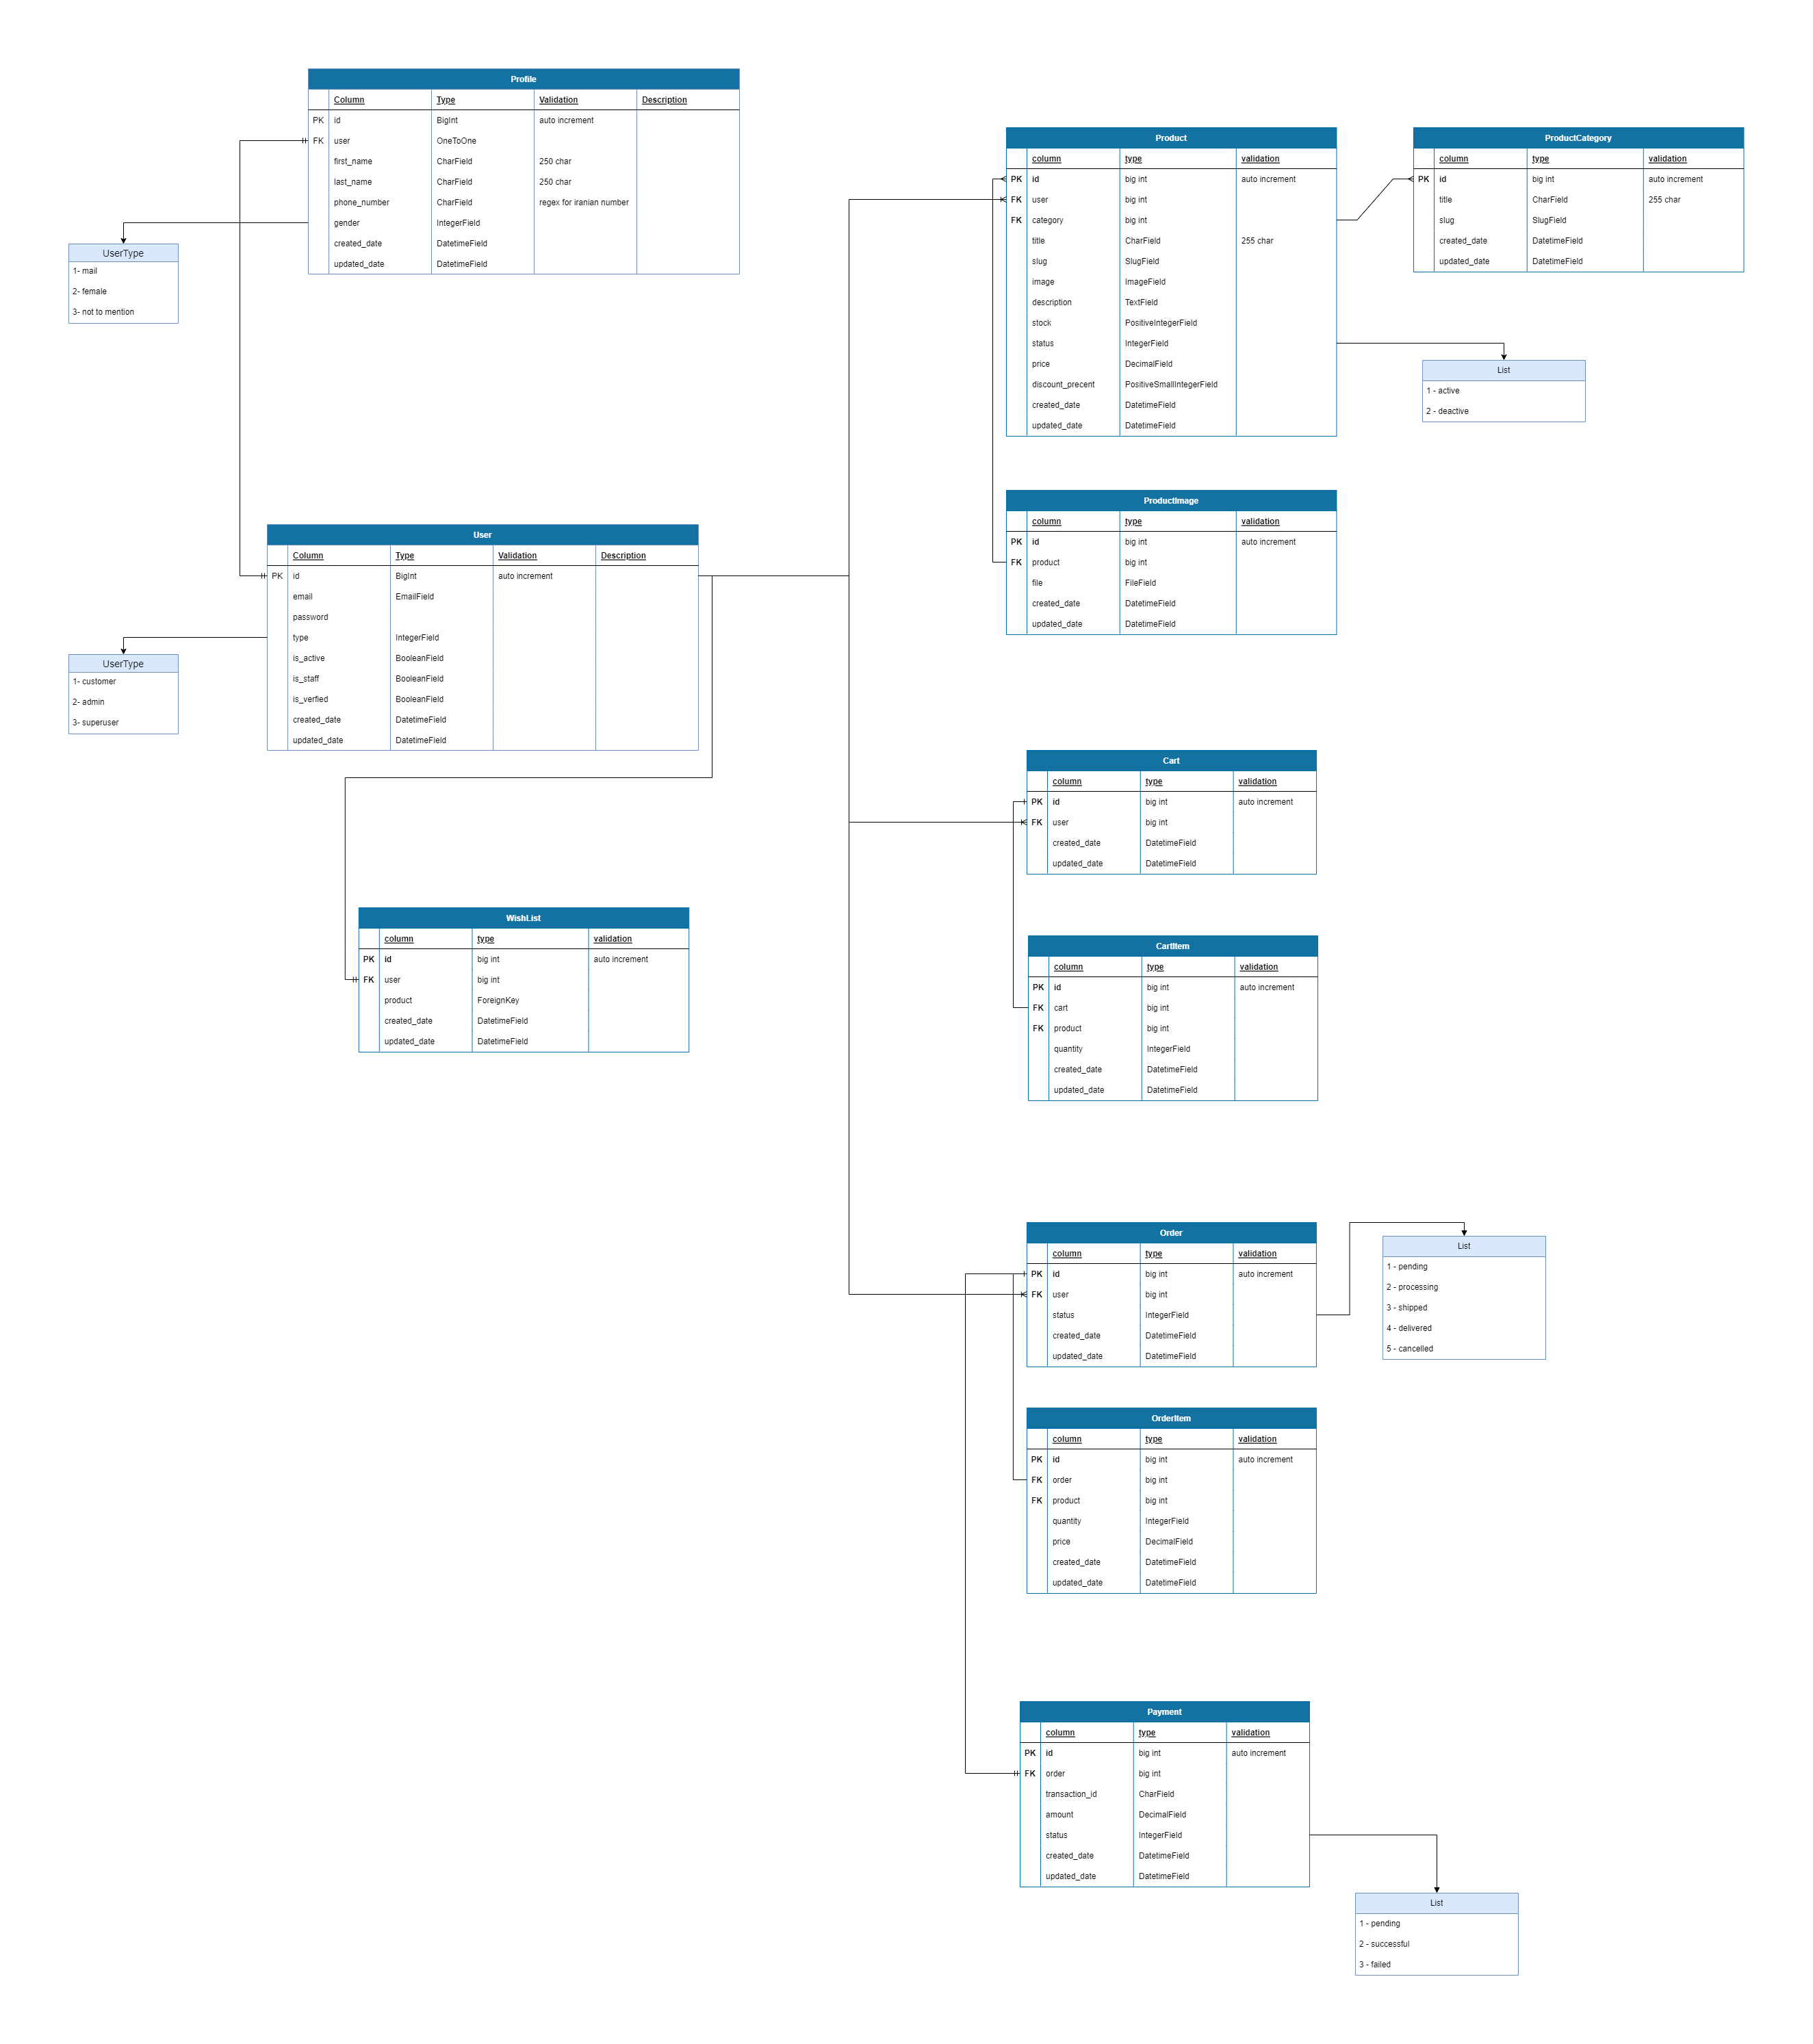 Profile
Column Type Validation Description
PK id BigInt auto increment
FK user OneToOne
first_name CharField 250 char
last_name CharField 250 char
phone_number CharField regex for iranian number
gender IntegerField
created_date DatetimeField
updated_date DatetimeField
UserType
1- mail
2- female
3- not to mention
User
Column Type Validation Description
PK id BigInt auto increment
email EmailField
password
type IntegerField
is_active BooleanField
is_staff BooleanField
is_verfied BooleanField
created_date DatetimeField
updated_date DatetimeField
UserType
1- customer
2- admin
3- superuser
WishList
column type validation
PK id big int auto increment
FK user big int
product ForeignKey
created_date DatetimeField
updated_date DatetimeField
Product
column type validation
PK id big int auto increment
FK user big int
FK category big int
title CharField 255 char
slug SlugField
image ImageField
description TextField
stock PositiveIntegerField
status IntegerField
price DecimalField
discount_precent PositiveSmallIntegerField
created_date DatetimeField
updated_date DatetimeField
ProductCategory
column type validation
PK id big int auto increment
title CharField 255 char
slug SlugField
created_date DatetimeField
updated_date DatetimeField
List
1 - active
2 - deactive
ProductImage
column type validation
PK id big int auto increment
FK product big int
file FileField
created_date DatetimeField
updated_date DatetimeField
Cart
column type validation
PK id big int auto increment
FK user big int
created_date DatetimeField
updated_date DatetimeField
CartItem
column type validation
PK id big int auto increment
FK cart big int
FK product big int
quantity IntegerField
created_date DatetimeField
updated_date DatetimeField
Order
column type validation
PK id big int auto increment
FK user big int
status IntegerField
created_date DatetimeField
updated_date DatetimeField
List
1 - pending
2 - processing
3 - shipped
4 - delivered
5 - cancelled
OrderItem
column type validation
PK id big int auto increment
FK order big int
FK product big int
quantity IntegerField
price DecimalField
created_date DatetimeField
updated_date DatetimeField
Payment
column type validation
PK id big int auto increment
FK order big int
transaction_id CharField
amount DecimalField
status IntegerField
created_date DatetimeField
updated_date DatetimeField
List
1 - pending
2 - successful
3 - failed